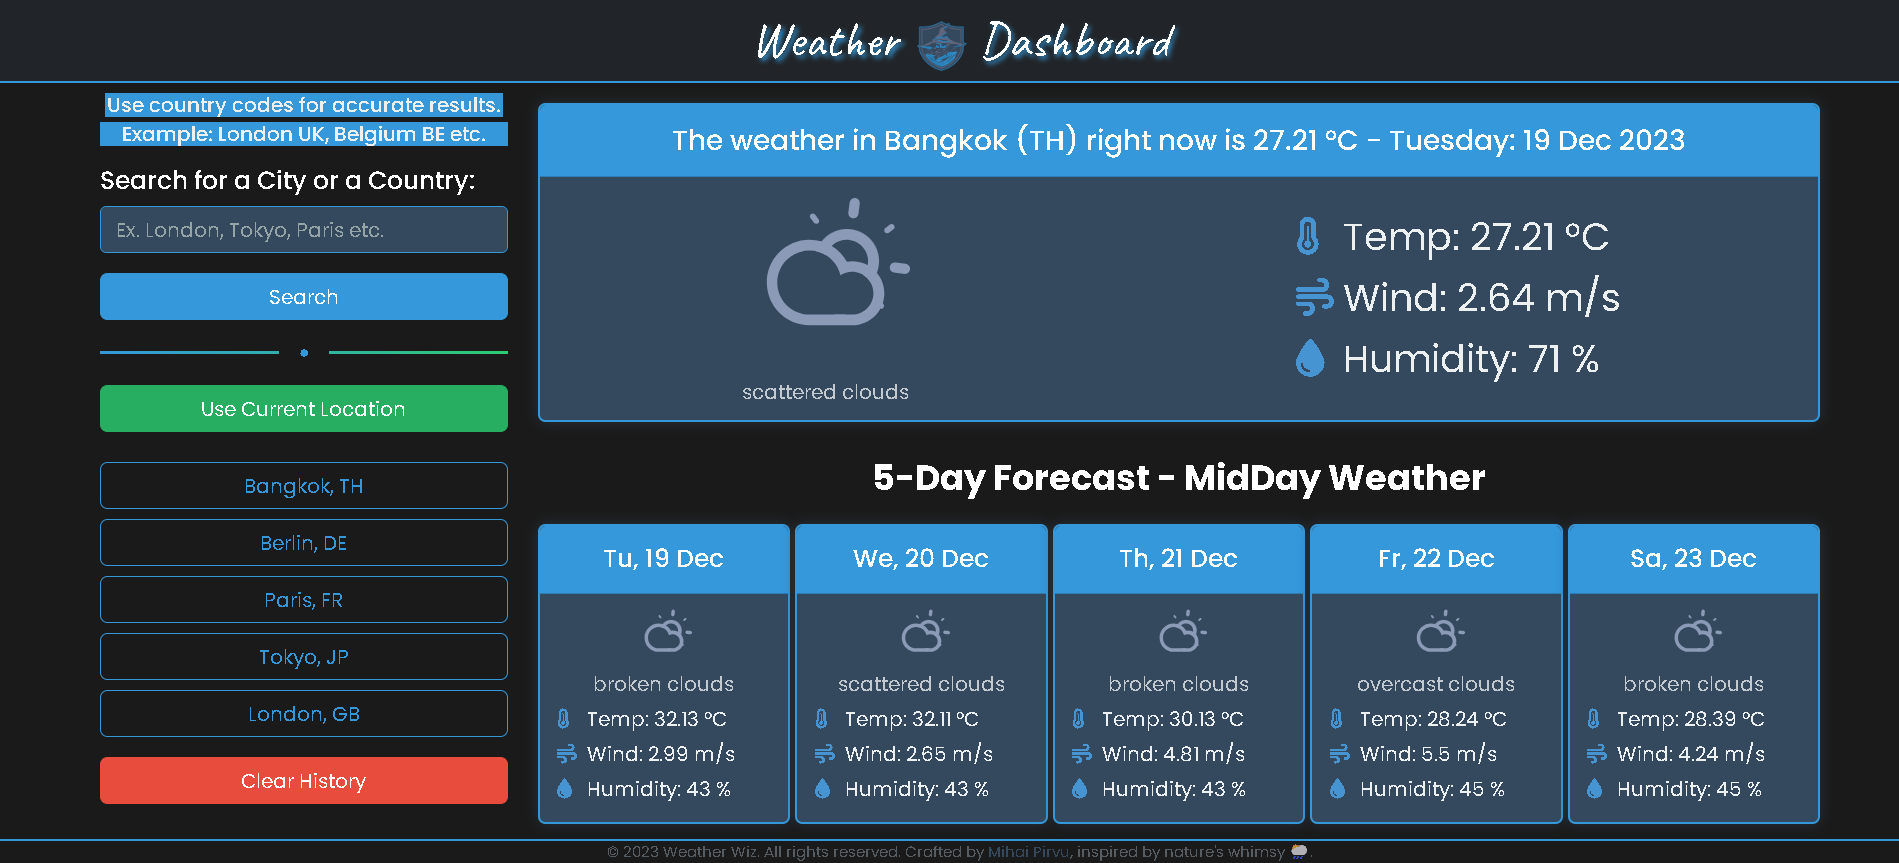 Weather Dashboard
Use country codes for accurate results.
Example: London UK, Belgium BE etc.
Search for a City or a Country:
Ex. London, Tokyo, Paris etc.
Search
Use Current Location
Bangkok, TH
Berlin, DE
Paris, FR
Tokyo, JP
London, GB
Clear History
The weather in Bangkok (TH) right now is 27.21 °C - Tuesday: 19 Dec 2023
scattered clouds
Temp: 27.21 °C
Wind: 2.64 m/s
Humidity: 71 %
5-Day Forecast - MidDay Weather
Tu, 19 Dec
broken clouds
Temp: 32.13 °C
Wind: 2.99 m/s
Humidity: 43 %
We, 20 Dec
scattered clouds
Temp: 32.11 °C
Wind: 2.65 m/s
Humidity: 43 %
Th, 21 Dec
broken clouds
Temp: 30.13 °C
Wind: 4.81 m/s
Humidity: 43 %
Fr, 22 Dec
overcast clouds
Temp: 28.24 °C
Wind: 5.5 m/s
Humidity: 45 %
Sa, 23 Dec
broken clouds
Temp: 28.39 °C
Wind: 4.24 m/s
Humidity: 45 %
© 2023 Weather Wiz. All rights reserved. Crafted by Mihai Pirvu, inspired by nature's whimsy 🌦️.